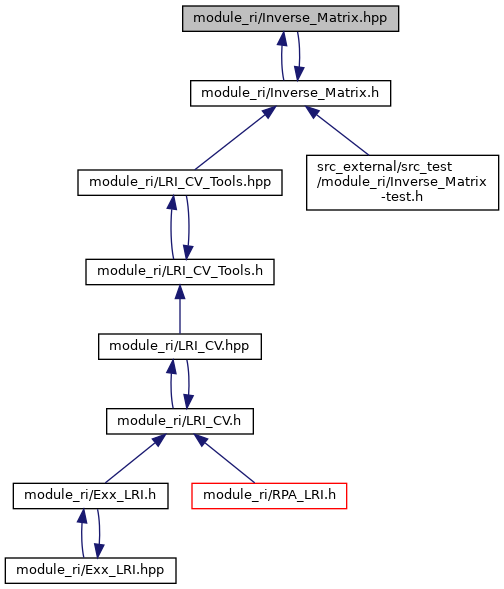 module_ri/Inverse_Matrix.hpp
module_ri/Inverse_Matrix.h
module_ri/LRI_CV_Tools.hpp
src_external/src_test
/module_ri/Inverse_Matrix
-test.h
module_ri/LRI_CV_Tools.h
module_ri/LRI_CV.hpp
module_ri/LRI_CV.h
module_ri/Exx_LRI.h
module_ri/RPA_LRI.h
module_ri/Exx_LRI.hpp